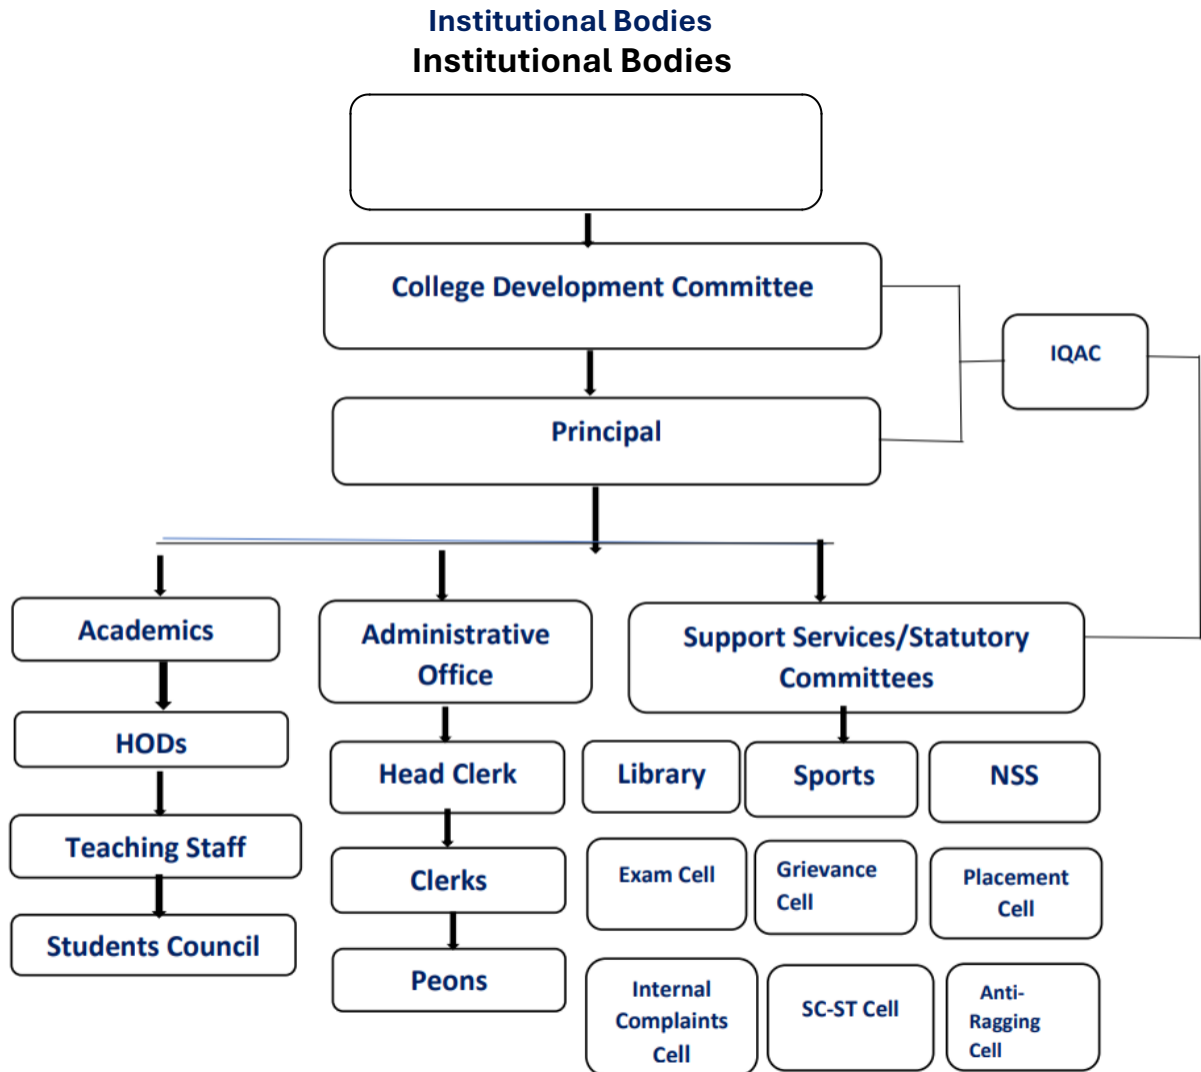 Institutional Bodies
Institutional Bodies
College Development Committee
IQAC
Principal
Academics
Administrative
Office
Support Services/Statutory
Committees
HODs
Teaching Staff
Students Council
Head Clerk
Clerks
Peons
Library
Sports
NSS
Exam Cell
Grievance
Cell
Placement
Cell
Internal
Complaints
Cell
SC-ST Cell
Anti-
Ragging
Cell